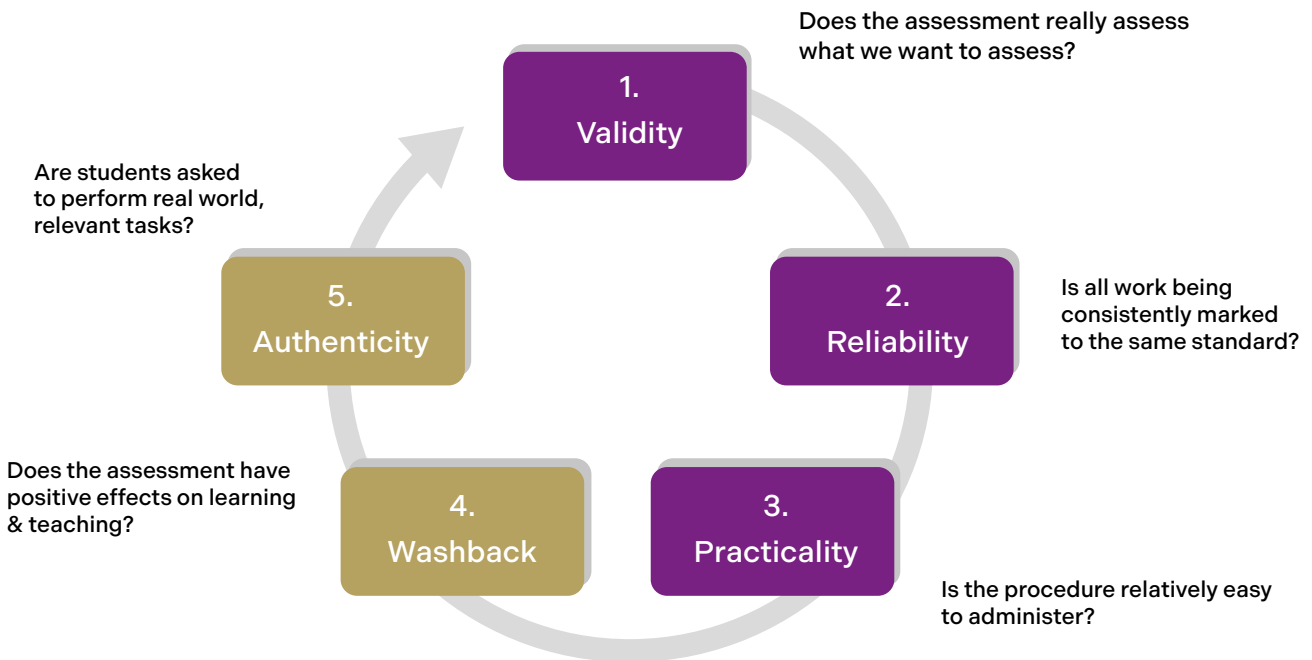 Does the assessment really assess
what we want to assess?
1.
Validity
Are students asked
to perform real world,
relevant tasks?
5.
Authenticity
2.
Reliability
Is all work being
consistently marked
to the same standard?
Does the assessment have
positive effects on learning
& teaching?
4.
Washback
3.
Practicality
Is the procedure relatively easy
to administer?